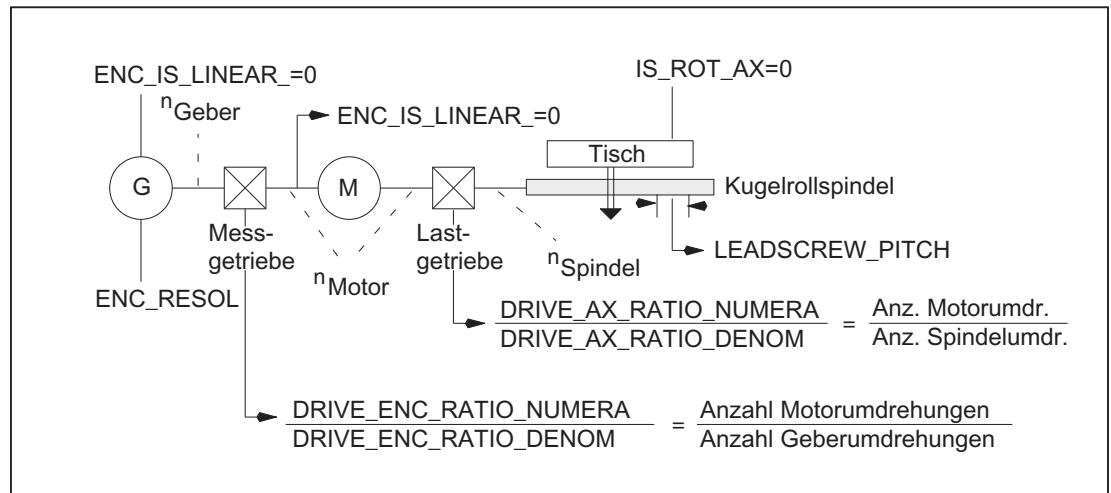 ENC_IS_LINEAR_=0
IS_ROT_AX=0
nGeber
ENC_IS_LINEAR_=0
Tisch
G
M
Kugelrollspindel
Mess-
getriebe
Last-
getriebe
nMotor
nSpindel
LEADSCREW_PITCH
ENC_RESOL
DRIVE_AX_RATIO_NUMERA = Anz. Motorumdr.
DRIVE_AX_RATIO_DENOM Anz. Spindelumdr.
DRIVE_ENC_RATIO_NUMERA = Anzahl Motorumdrehungen
DRIVE_ENC_RATIO_DENOM Anzahl Geberumdrehungen